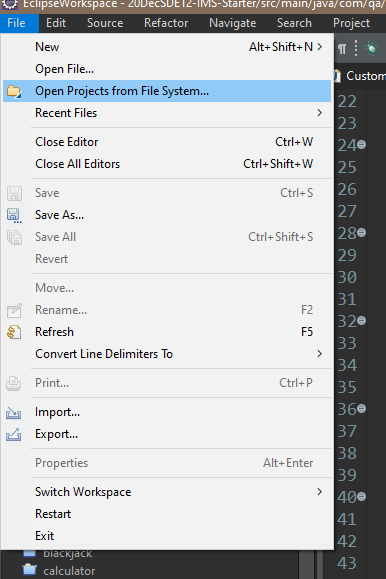 EclipseWorkspace - 20DecSDET2-IMS-Starter/src/main/java/com/qa/
File Edit Source Refactor Navigate Search Project
New Alt+Shift+N
Open File...
Open Projects from File System...
Recent Files
Close Editor Ctrl+W
Close All Editors Ctrl+Shift+W
Save Ctrl+S
Save As...
Save All Ctrl+Shift+S
Revert
Move...
Rename... F2
Refresh F5
Convert Line Delimiters To
Print... Ctrl+P
Import...
Export...
Properties Alt+Enter
Switch Workspace
Restart
Exit
blackjack
calculator
¶
Custom
22
23
24
25
26
27
28
29
30
31
32
33
34
35
36
37
38
39
40
41
42
43